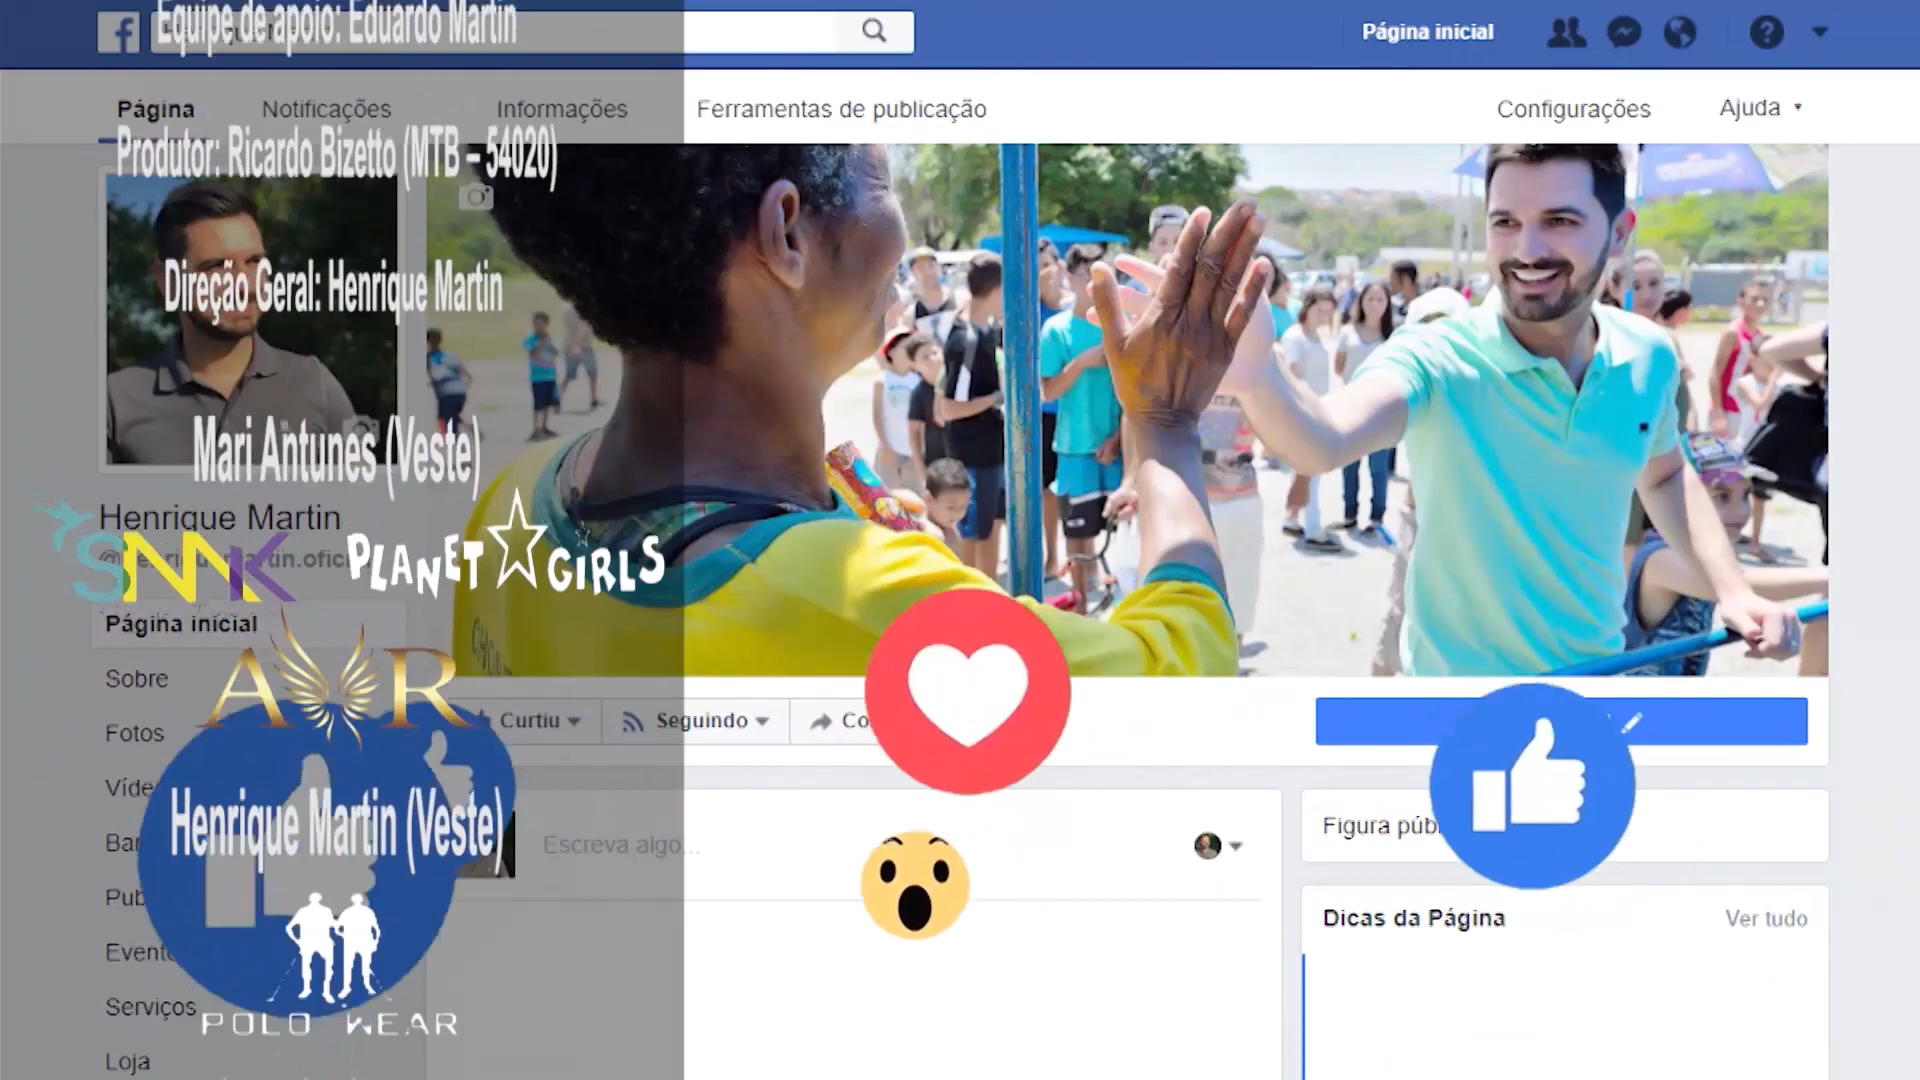 Equipe de apoio: Eduardo Martin
Página inicial
Página
Notificações
Informações
Ferramentas de publicação
Configurações
Ajuda
Produtor: Ricardo Bizetto (MTB – 54020)
Direção Geral: Henrique Martin
Mari Antunes (Veste)
Henrique Martin
SMK
PLANET GIRLS
Página inicial
AR
Sobre
Curtiu
Seguindo
Fotos
Henrique Martin (Veste)
Escreva algo...
Dicas da Página
Ver tudo
Serviços
POLO WEAR
Loja